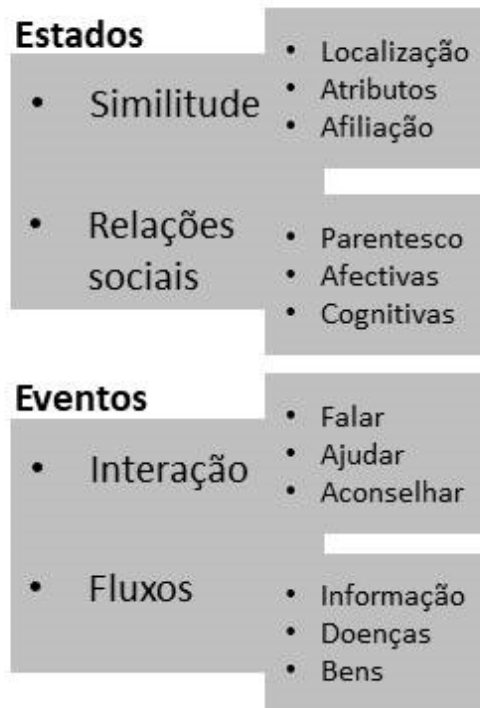 Estados
• Similitude
• Localização
• Atributos
• Afiliação
• Relações
sociais
• Parentesco
• Afectivas
• Cognitivas
Eventos
• Interação
• Falar
• Ajudar
• Aconselhar
• Fluxos
• Informação
• Doenças
• Bens